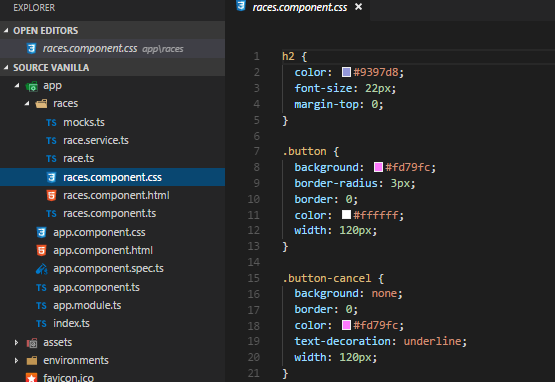 EXPLORER
OPEN EDITORS
races.component.css app\races
SOURCE VANILLA
app
races
mocks.ts
race.service.ts
race.ts
races.component.css
races.component.html
races.component.ts
app.component.css
app.component.html
app.component.spec.ts
app.component.ts
app.module.ts
index.ts
assets
environments
favicon.ico
races.component.css
1 h2 {
2 color: #9397d8;
3 font-size: 22px;
4 margin-top: 0;
5 }
6
7 .button {
8 background: #fd79fc;
9 border-radius: 3px;
10 border: 0;
11 color: #ffffff;
12 width: 120px;
13 }
14
15 .button-cancel {
16 background: none;
17 border: 0;
18 color: #fd79fc;
19 text-decoration: underline;
20 width: 120px;
21 }